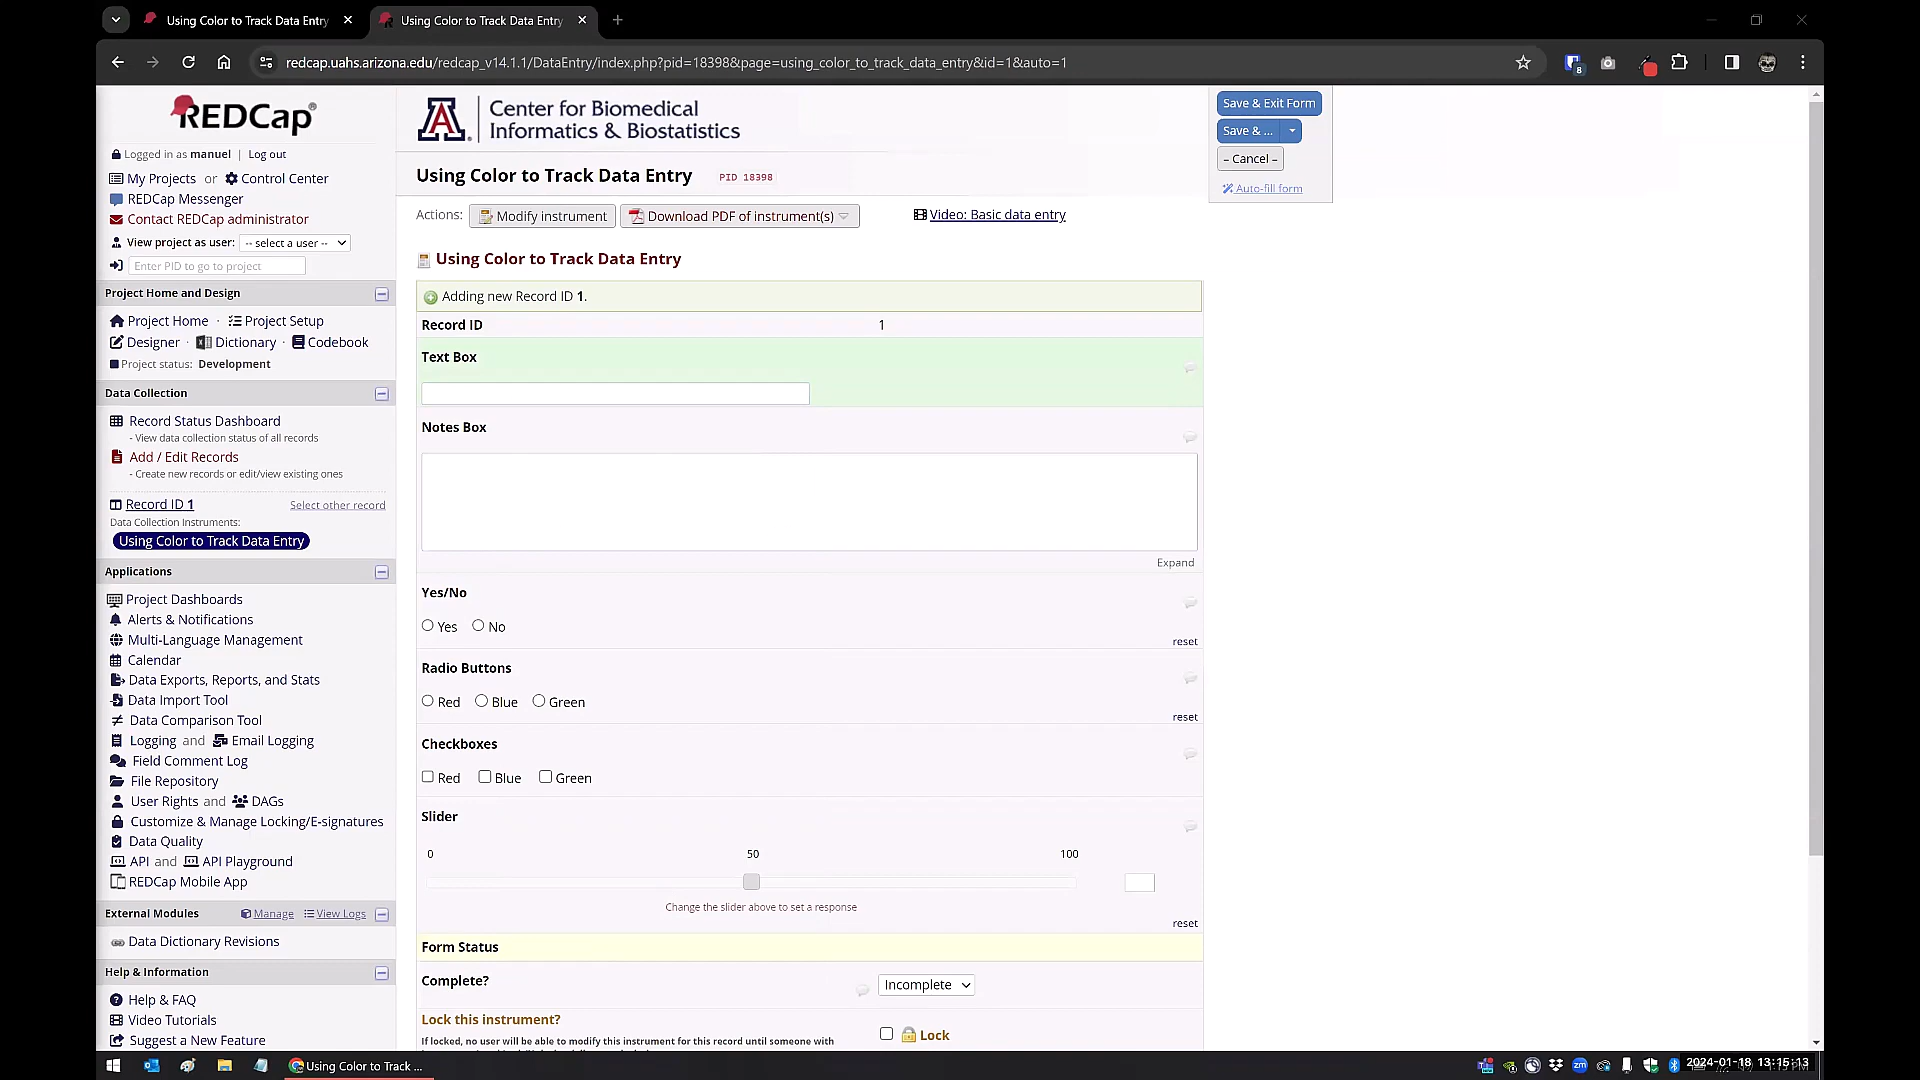 Using Color to Track Data Entry
Using Color to Track Data Entry
redcap.uahs.arizona.edu/redcap_v14.1.1/DataEntry/index.php?pid=18398&page=using_color_to_track_data_entry&id=1&auto=1
8
REDCap®
Logged in as manuel | Log out
My Projects or Control Center
REDCap Messenger
Contact REDCap administrator
View project as user: -- select a user --
Enter PID to go to project
Project Home and Design
Project Home · Project Setup
Designer · Dictionary · Codebook
Project status: Development
Data Collection
Record Status Dashboard
- View data collection status of all records
Add / Edit Records
- Create new records or edit/view existing ones
Record ID 1 Select other record
Data Collection Instruments:
Using Color to Track Data Entry
Applications
Project Dashboards
Alerts & Notifications
Multi-Language Management
Calendar
Data Exports, Reports, and Stats
Data Import Tool
Data Comparison Tool
Logging and Email Logging
Field Comment Log
File Repository
User Rights and DAGs
Customize & Manage Locking/E-signatures
Data Quality
API and API Playground
REDCap Mobile App
External Modules Manage View Logs
Data Dictionary Revisions
Help & Information
Help & FAQ
Video Tutorials
Suggest a New Feature
A
Center for Biomedical
Informatics & Biostatistics
Using Color to Track Data Entry PID 18398
Actions: Modify instrument Download PDF of instrument(s) Video: Basic data entry
Using Color to Track Data Entry
Adding new Record ID 1.
Record ID 1
Text Box
Notes Box
Expand
Yes/No
Yes No
reset
Radio Buttons
Red Blue Green
reset
Checkboxes
Red Blue Green
Slider
0 50 100
Change the slider above to set a response
reset
Form Status
Complete? Incomplete
Lock this instrument?
If locked, no user will be able to modify this instrument for this record until someone with
Lock
Save & Exit Form
Save & ...
– Cancel –
Auto-fill form
Using Color to Track ...
zm
2024-01-18 13:15:13